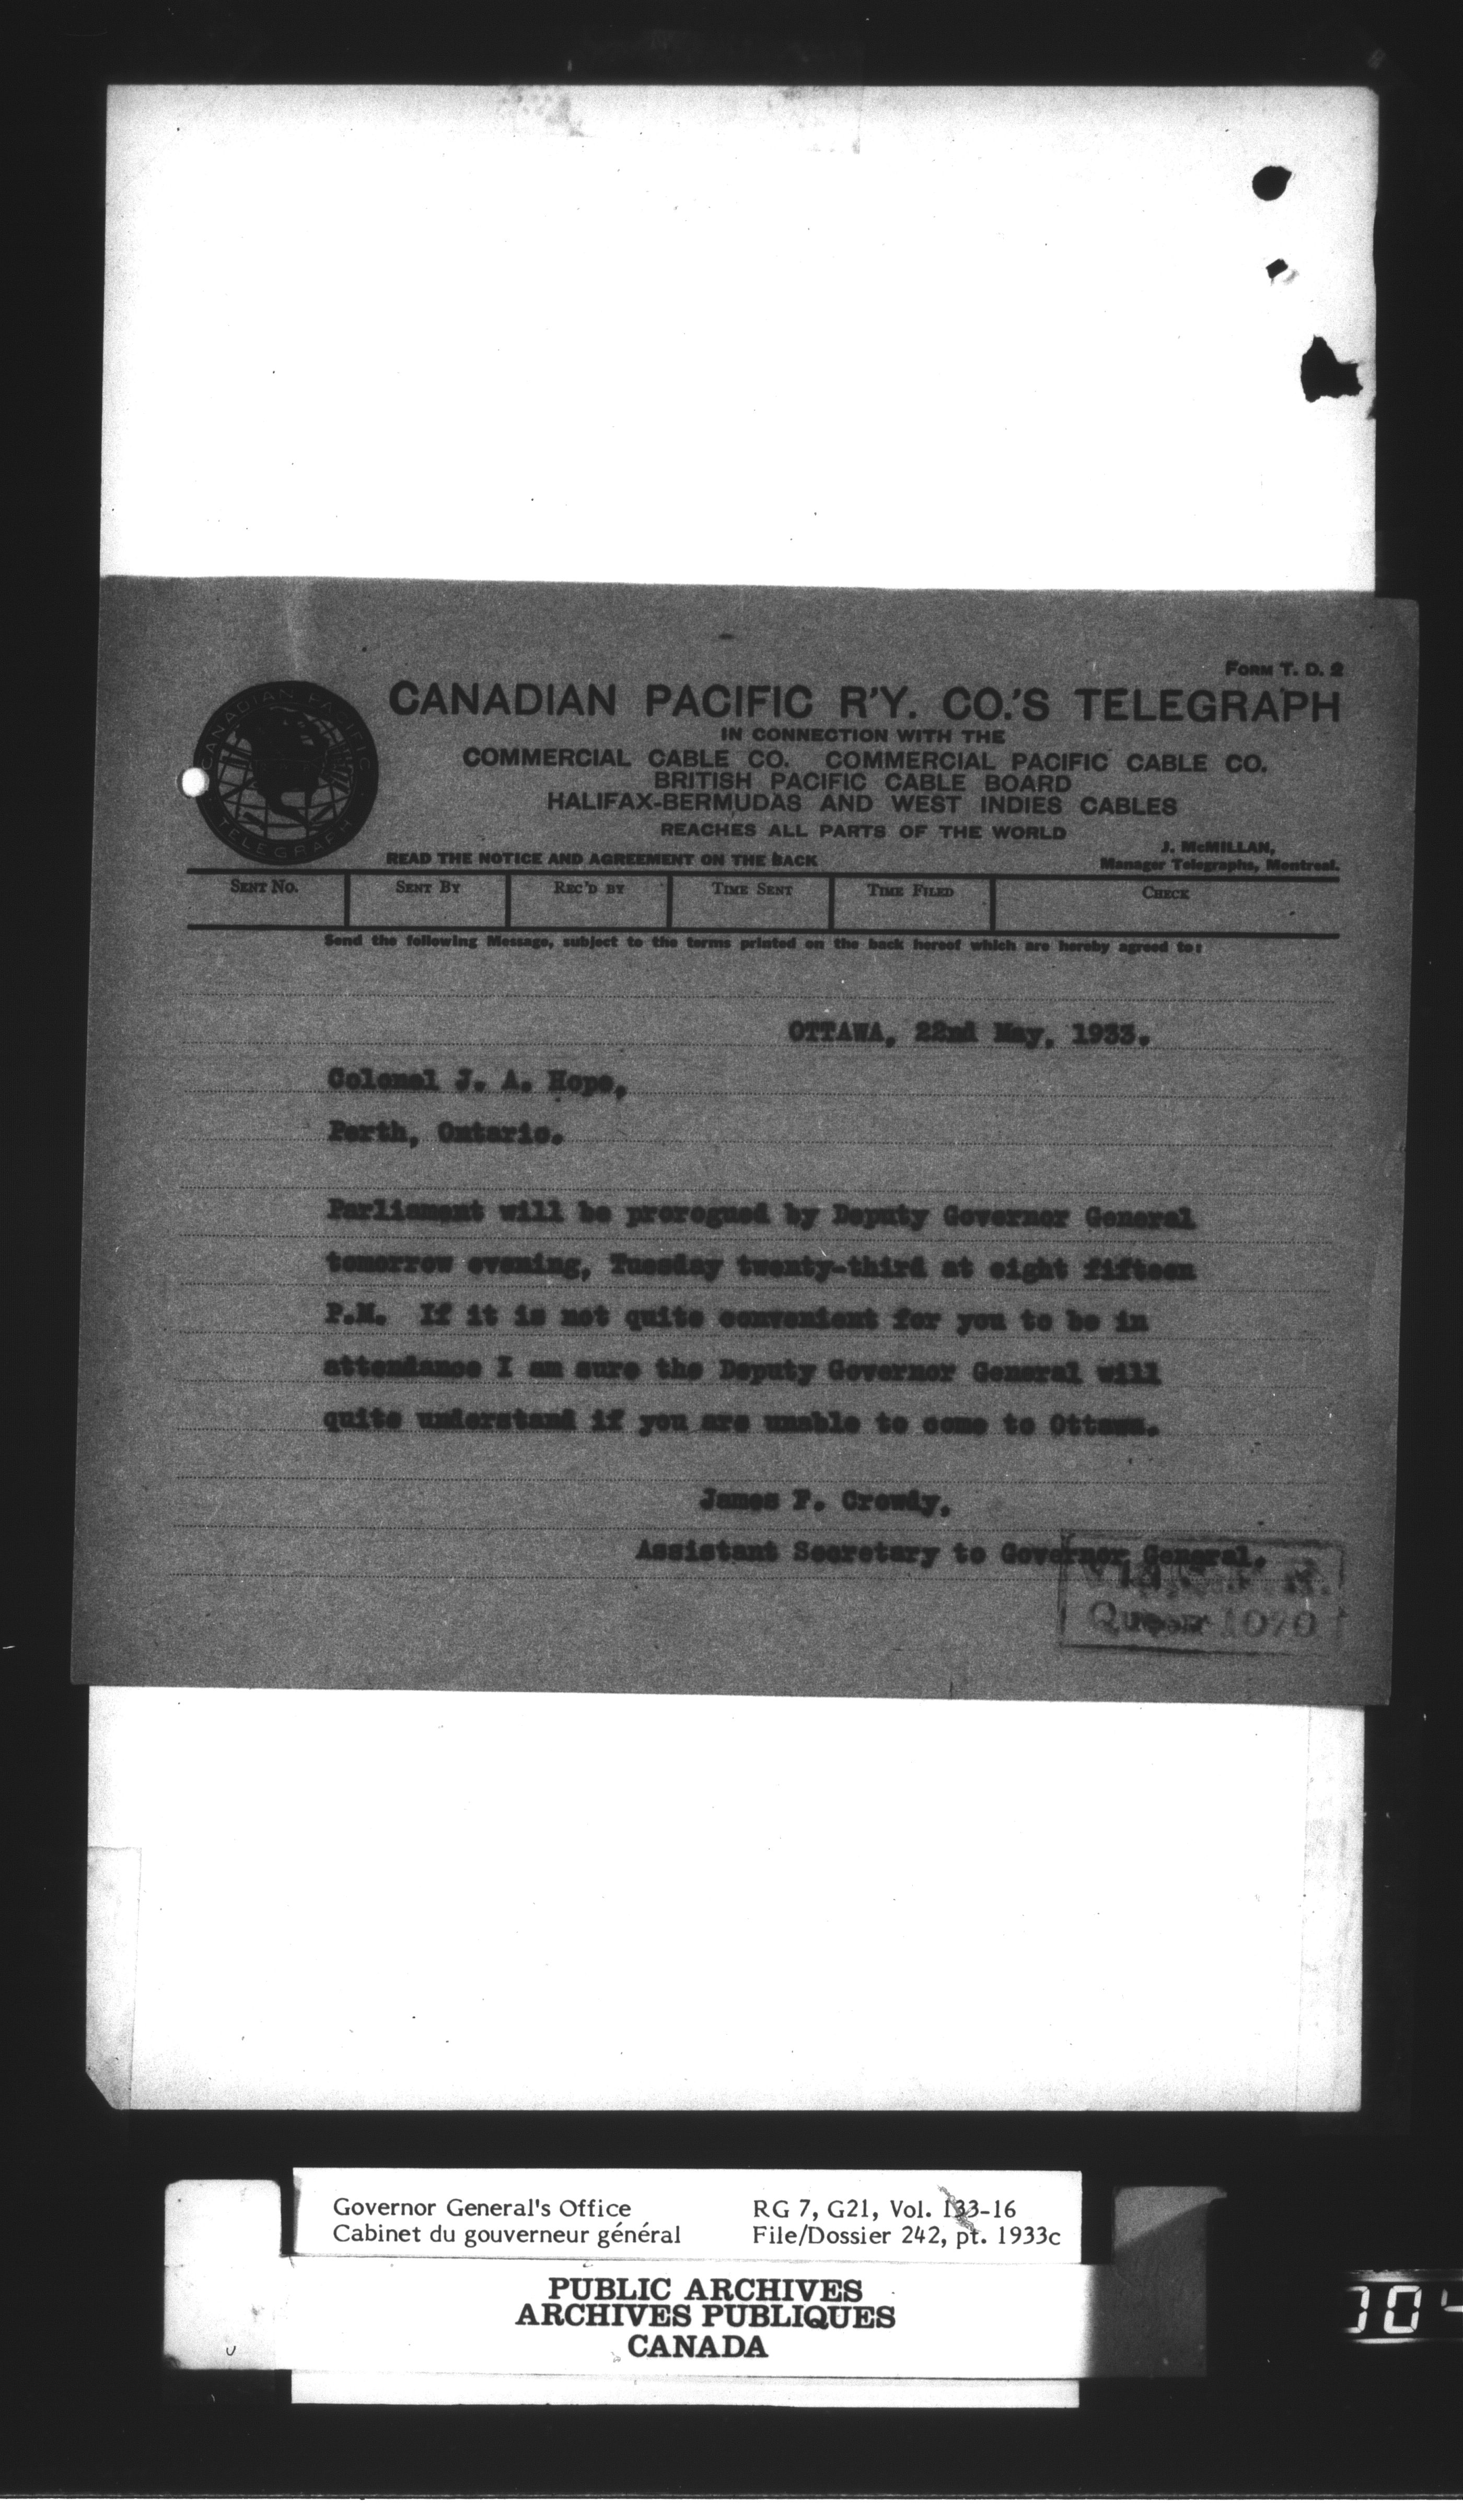 FORM T. D. 2
CANADIAN PACIFIC R'Y. CO.'S TELEGRAPH
IN CONNECTION WITH THE
COMMERCIAL CABLE CO. COMMERCIAL PACIFIC CABLE CO.
BRITISH PACIFIC CABLE BOARD
HALIFAX-BERMUDAS AND WEST INDIES CABLES
REACHES ALL PARTS OF THE WORLD
CANADIAN PACIFIC
TELEGRAPH
J. McMILLAN,
READ THE NOTICE AND AGREEMENT ON THE BACK
Manager Telegraphs, Montreal.
SENT NO. SENT BY REC'D BY TIME SENT TIME FILED CHECK
Send the following Message, subject to the terms printed on the back hereof which are hereby agreed to:
OTTAWA, 22nd May, 1933.
Colonel J. A. Hope,
Perth, Ontario.
Parliament will be prorogued by Deputy Governor General
tomorrow evening, Tuesday twenty-third at eight fifteen
P.M. If it is not quite convenient for you to be in
attendance I am sure the Deputy Governor General will
quite understand if you are unable to come to Ottawa.
James F. Crowdy,
Assistant Secretary to Governor General.
Governor General's Office
Cabinet du gouverneur général
RG 7, G21, Vol. 133-16
File/Dossier 242, pt. 1933c
PUBLIC ARCHIVES
ARCHIVES PUBLIQUES
CANADA